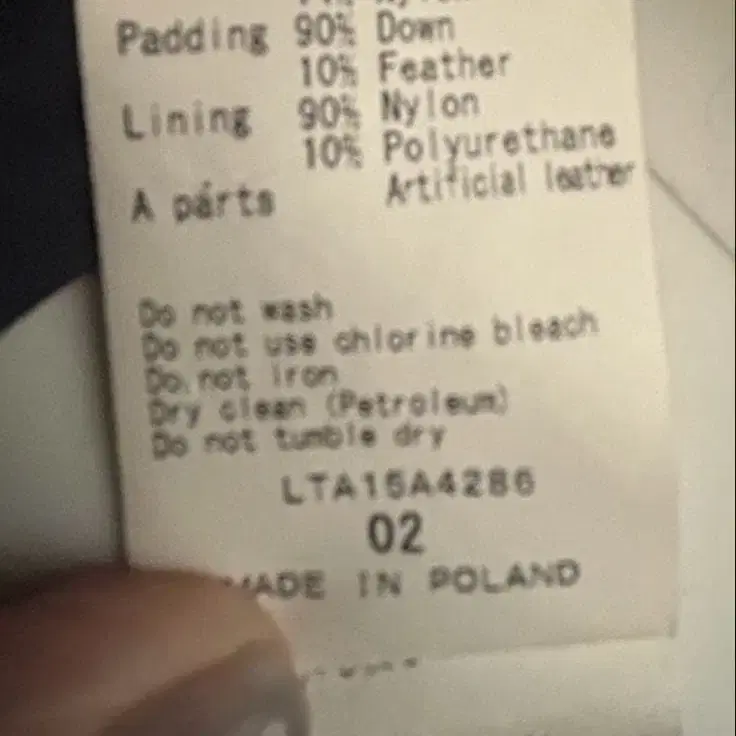 Padding 90% Down
10% Feather
Lining 90% Nylon
10% Polyurethane
A párts Artificial leather
Do not wash
Do not use chlorine bleach
Do not iron
Dry clean (Petroleum)
Do not tumble dry
LTA15A4286
02
MADE IN POLAND